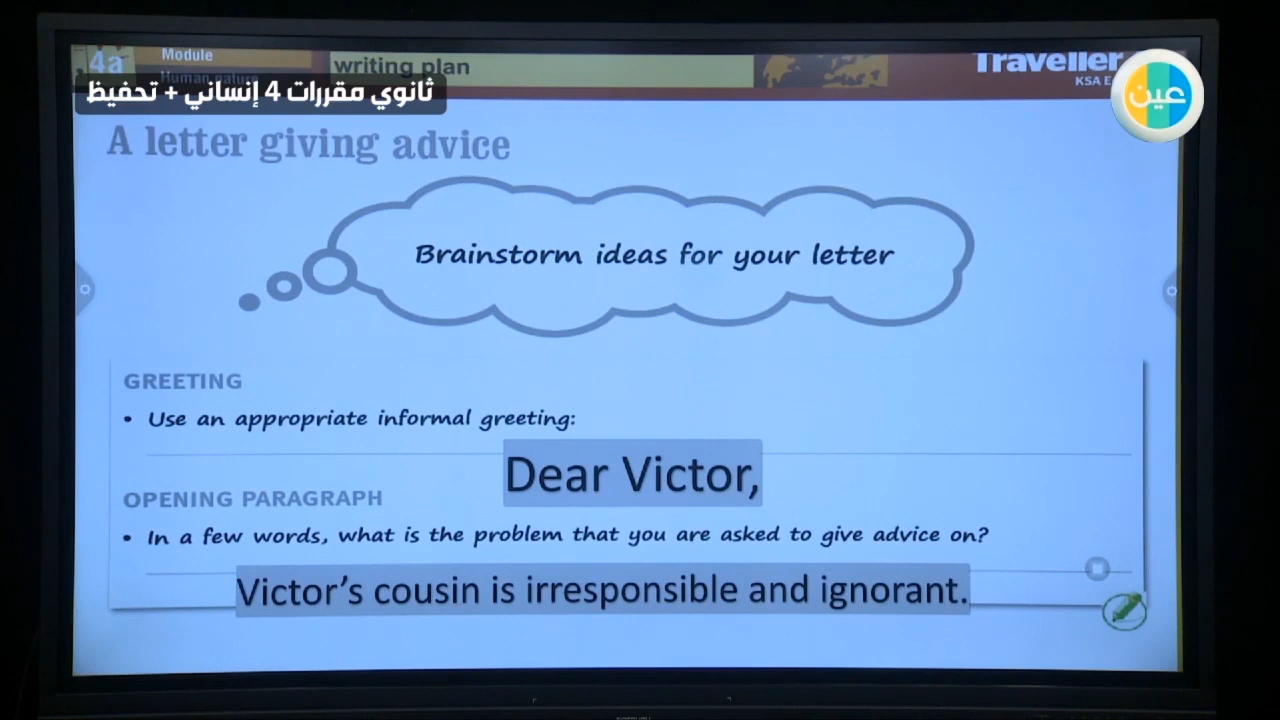 4a
Module
Human nature
writing plan
Traveller
KSA E
ثانوي مقررات 4 إنساني + تحفيظ
عين
A letter giving advice
Brainstorm ideas for your letter
GREETING
• Use an appropriate informal greeting:
Dear Victor,
OPENING PARAGRAPH
• In a few words, what is the problem that you are asked to give advice on?
Victor's cousin is irresponsible and ignorant.